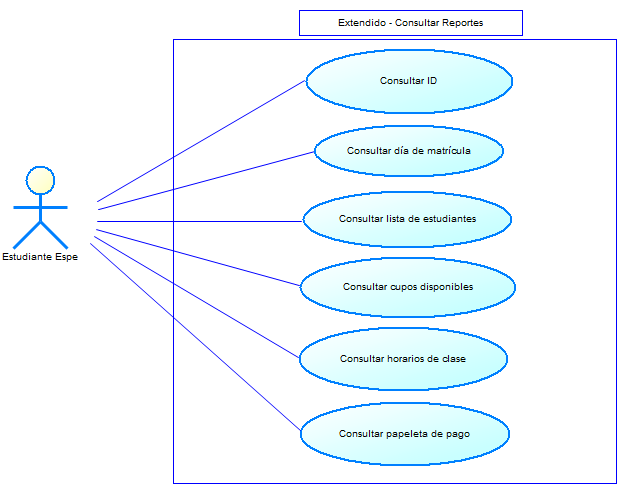 Extendido - Consultar Reportes
Consultar ID
Consultar día de matrícula
Consultar lista de estudiantes
Estudiante Espe
Consultar cupos disponibles
Consultar horarios de clase
Consultar papeleta de pago